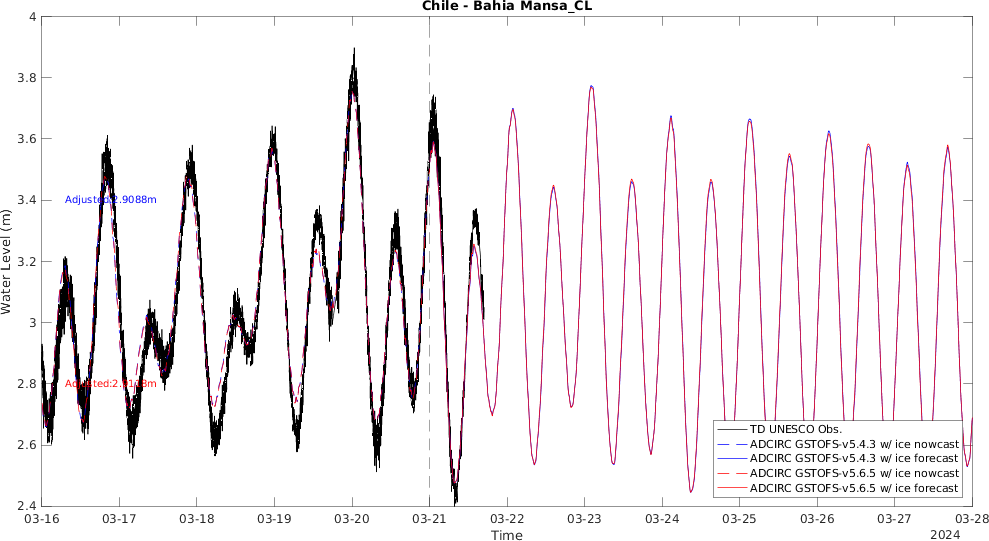 Chile - Bahia Mansa_CL
Water Level (m)
4
3.8
3.6
3.4
3.2
3
2.8
2.6
2.4
Adjusted:2.9088m
TD UNESCO Obs.
ADCIRC GSTOFS-v5.4.3 w/ ice nowcast
ADCIRC GSTOFS-v5.4.3 w/ ice forecast
ADCIRC GSTOFS-v5.6.5 w/ ice nowcast
ADCIRC GSTOFS-v5.6.5 w/ ice forecast
03-16
03-17
03-18
03-19
03-20
03-21
03-22
03-23
03-24
03-25
03-26
03-27
03-28
Time
2024